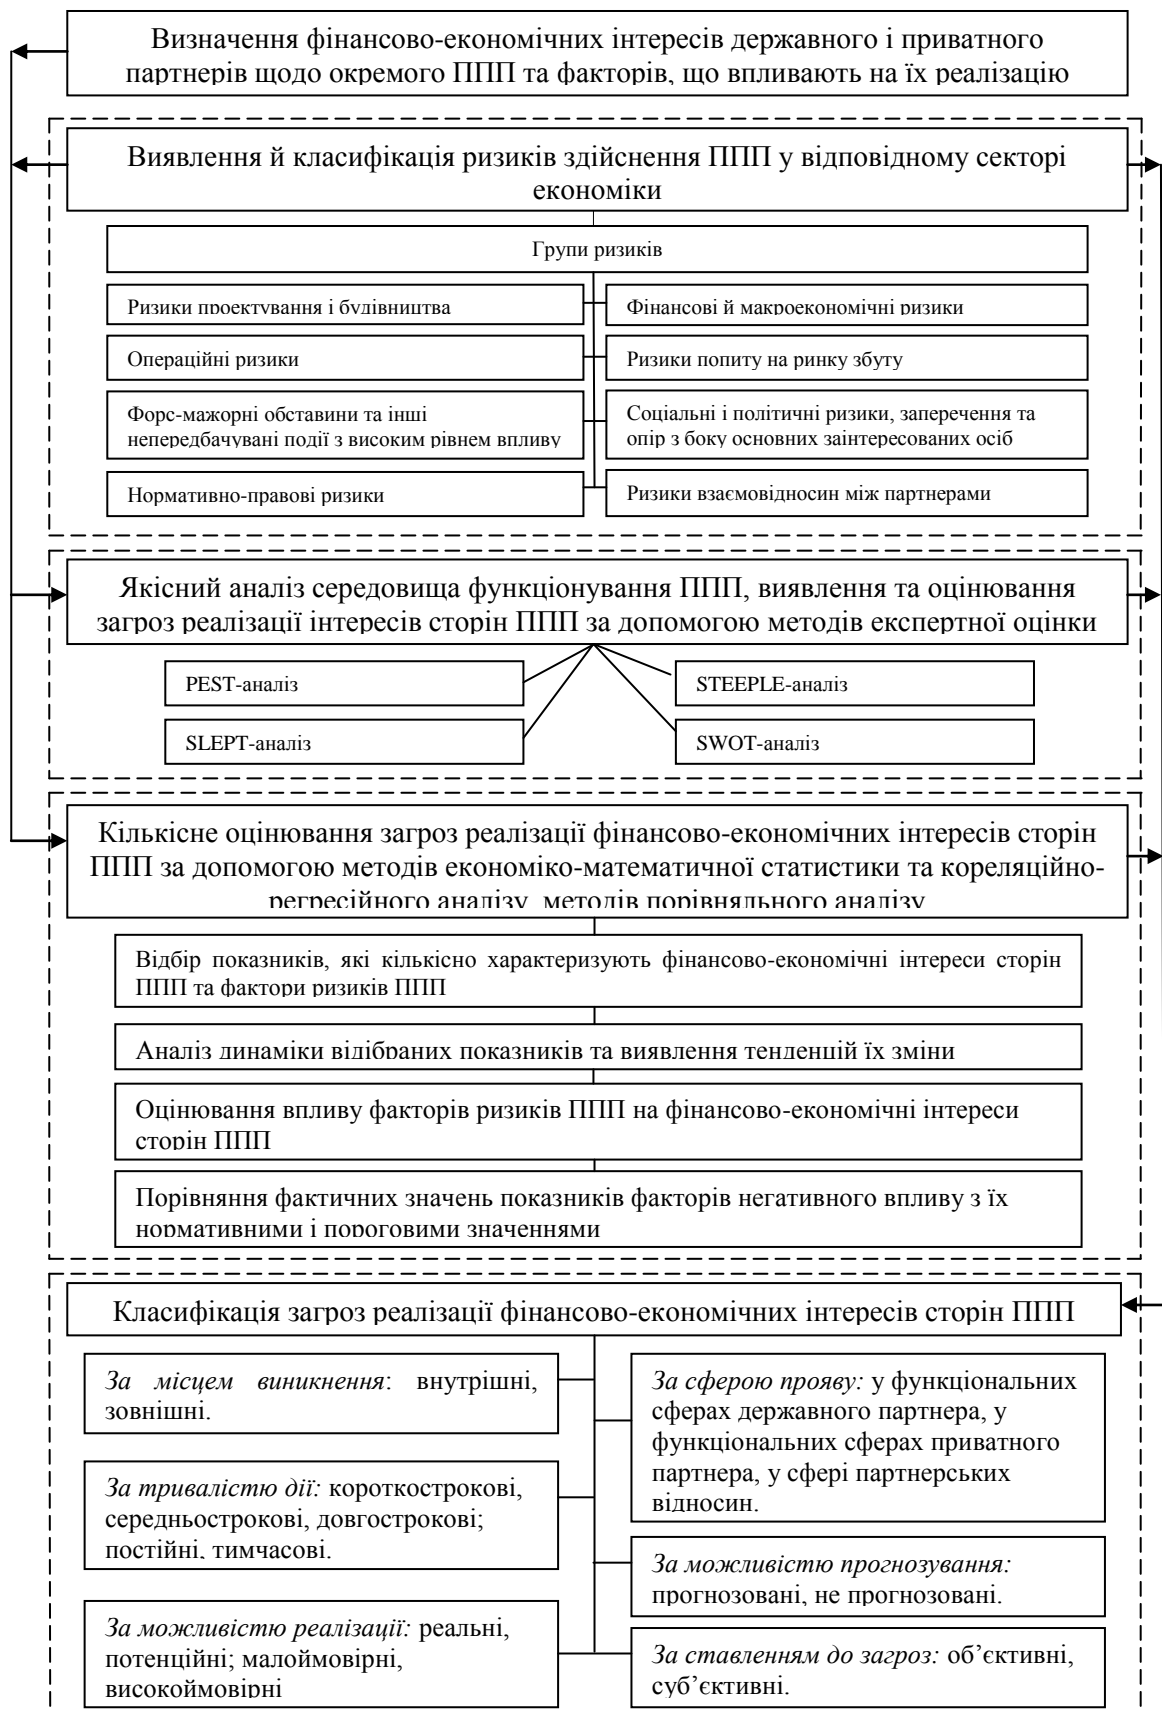 Визначення фінансово-економічних інтересів державного і приватного
партнерів щодо окремого ППП та факторів, що впливають на їх реалізацію
Виявлення й класифікація ризиків здійснення ППП у відповідному секторі
економіки
Групи ризиків
Ризики проектування і будівництва
Фінансові й макроекономічні ризики
Операційні ризики
Ризики попиту на ринку збуту
Форс-мажорні обставини та інші
непередбачувані події з високим рівнем впливу
Соціальні і політичні ризики, заперечення та
опір з боку основних заінтересованих осіб
Нормативно-правові ризики
Ризики взаємовідносин між партнерами
Якісний аналіз середовища функціонування ППП, виявлення та оцінювання
загроз реалізації інтересів сторін ППП за допомогою методів експертної оцінки
PEST-аналіз
STEEPLE-аналіз
SLEPT-аналіз
SWOT-аналіз
Кількісне оцінювання загроз реалізації фінансово-економічних інтересів сторін
ППП за допомогою методів економіко-математичної статистики та кореляційно-
регресійного аналізу, методів порівняльного аналізу
Відбір показників, які кількісно характеризують фінансово-економічні інтереси сторін
ППП та фактори ризиків ППП
Аналіз динаміки відібраних показників та виявлення тенденцій їх зміни
Оцінювання впливу факторів ризиків ППП на фінансово-економічні інтереси
сторін ППП
Порівняння фактичних значень показників факторів негативного впливу з їх
нормативними і пороговими значеннями
Класифікація загроз реалізації фінансово-економічних інтересів сторін ППП
За місцем виникнення: внутрішні,
зовнішні.
За тривалістю дії: короткострокові,
середньострокові, довгострокові;
постійні, тимчасові.
За можливістю реалізації: реальні,
потенційні; малоймовірні,
високоймовірні
За сферою прояву: у функціональних
сферах державного партнера, у
функціональних сферах приватного
партнера, у сфері партнерських
відносин.
За можливістю прогнозування:
прогнозовані, не прогнозовані.
За ставленням до загроз: об’єктивні,
суб’єктивні.